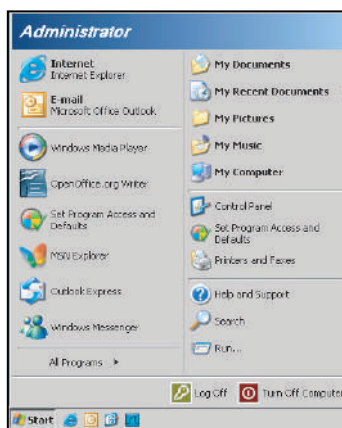 Administrator
Internet
Internet Explorer
E-mail
Microsoft Office Outlook
Windows Media Player
OpenOffice.org Writer
Set Program Access and
Defaults
MSN Explorer
Outlook Express
Windows Messenger
All Programs
My Documents
My Recent Documents
My Pictures
My Music
My Computer
Control Panel
Set Program Access and
Defaults
Printers and Faxes
Help and Support
Search
Run...
Log Off
Turn Off Computer
Start